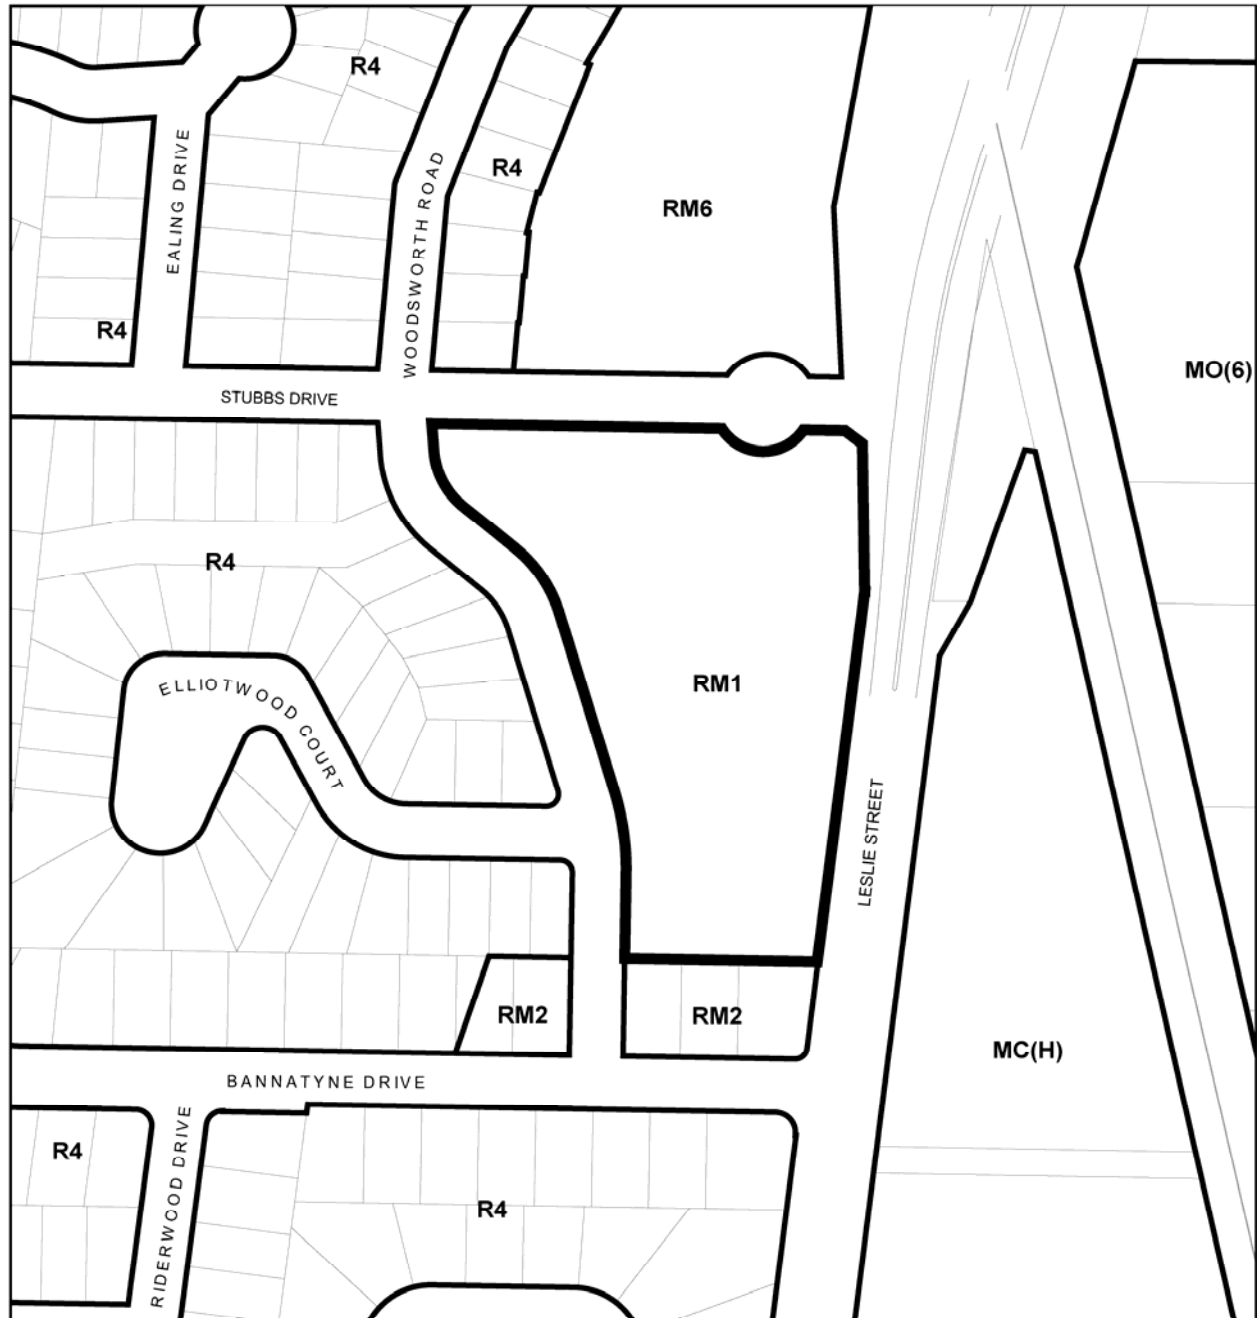 R4
R4
RM6
EALING DRIVE
WOODSWORTH ROAD
R4
MO(6)
STUBBS DRIVE
R4
RM1
ELLIOTWOOD COURT
LESLIE STREET
RM2
RM2
MC(H)
BANNATYNE DRIVE
R4
RIDERWOOD DRIVE
R4